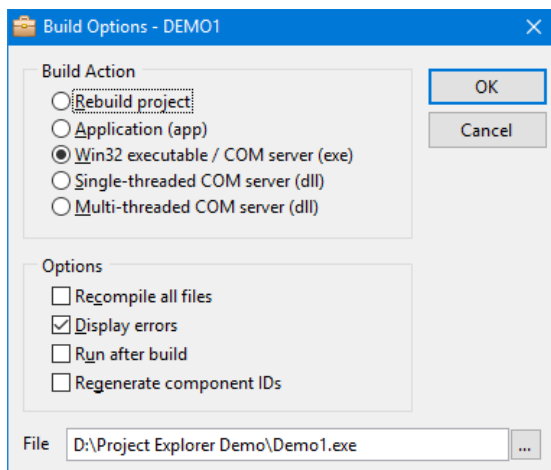 Build Options - DEMO1
Build Action
OK
Rebuild project
Application (app)
Cancel
Win32 executable / COM server (exe)
Single-threaded COM server (dll)
Multi-threaded COM server (dll)
Options
Recompile all files
Display errors
Run after build
Regenerate component IDs
File D:\Project Explorer Demo\Demo1.exe ...